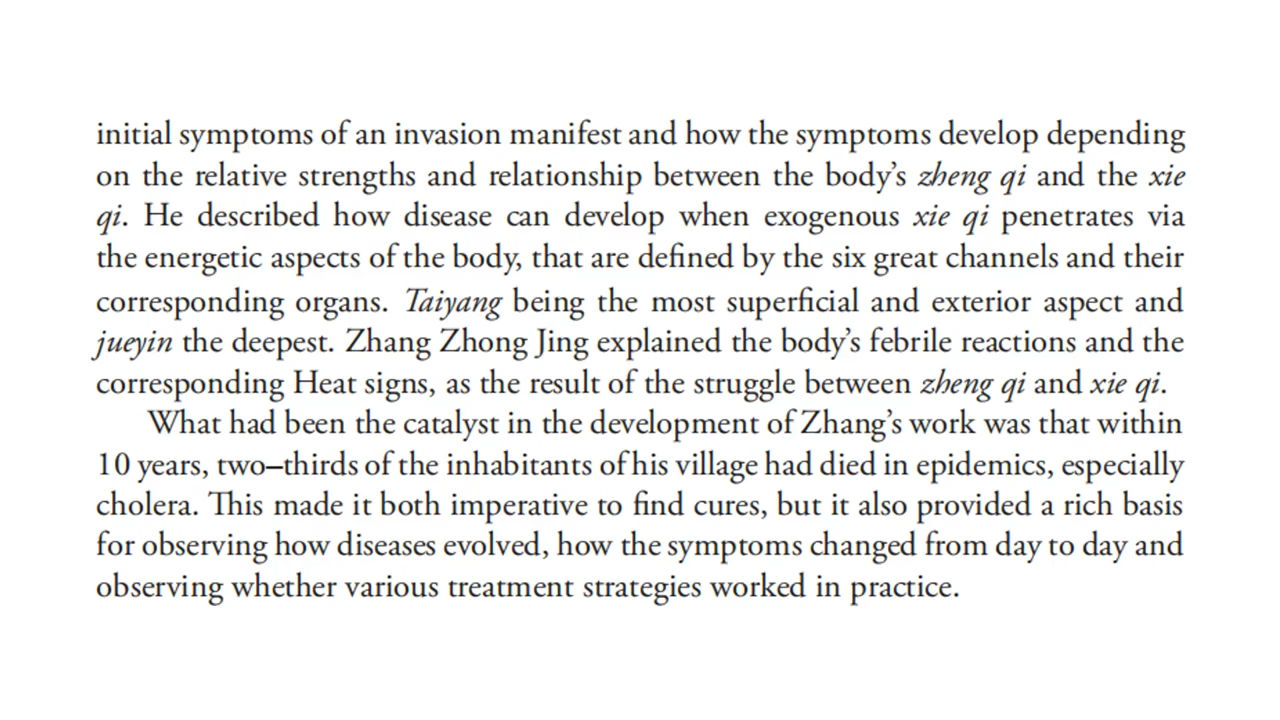 initial symptoms of an invasion manifest and how the symptoms develop depending
on the relative strengths and relationship between the body’s zheng qi and the xie
qi. He described how disease can develop when exogenous xie qi penetrates via
the energetic aspects of the body, that are defined by the six great channels and their
corresponding organs. Taiyang being the most superficial and exterior aspect and
jueyin the deepest. Zhang Zhong Jing explained the body’s febrile reactions and the
corresponding Heat signs, as the result of the struggle between zheng qi and xie qi.
What had been the catalyst in the development of Zhang’s work was that within
10 years, two–thirds of the inhabitants of his village had died in epidemics, especially
cholera. This made it both imperative to find cures, but it also provided a rich basis
for observing how diseases evolved, how the symptoms changed from day to day and
observing whether various treatment strategies worked in practice.